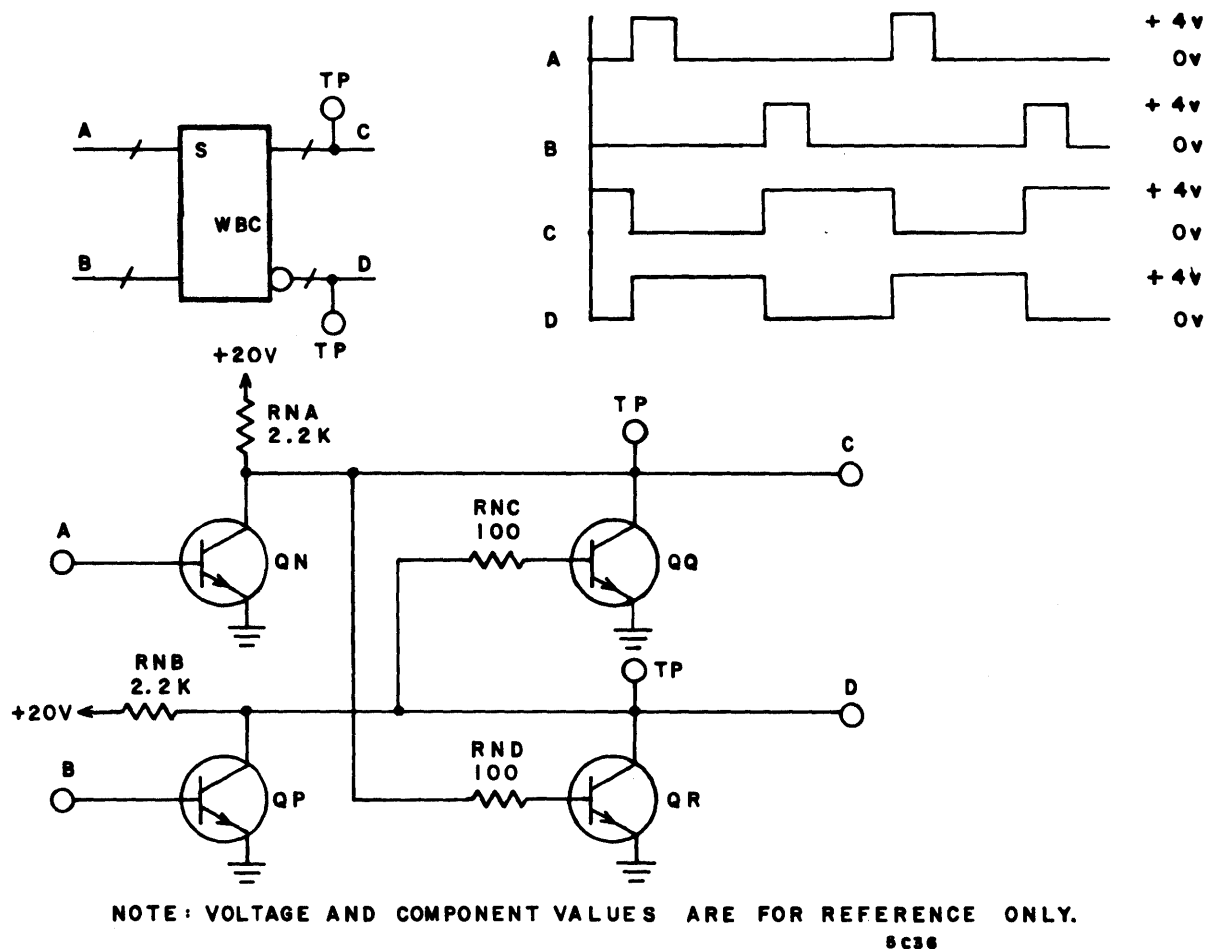 A
+ 4v
0v
B
+ 4v
0v
C
+ 4v
0v
D
+ 4v
0v
TP
A
S
C
WBC
B
D
TP
+20V
RNA
2.2K
TP
C
A
QN
RNC
100
QQ
RNB
2.2K
+20V
TP
D
B
QP
RND
100
QR
NOTE: VOLTAGE AND COMPONENT VALUES ARE FOR REFERENCE ONLY.
5C36